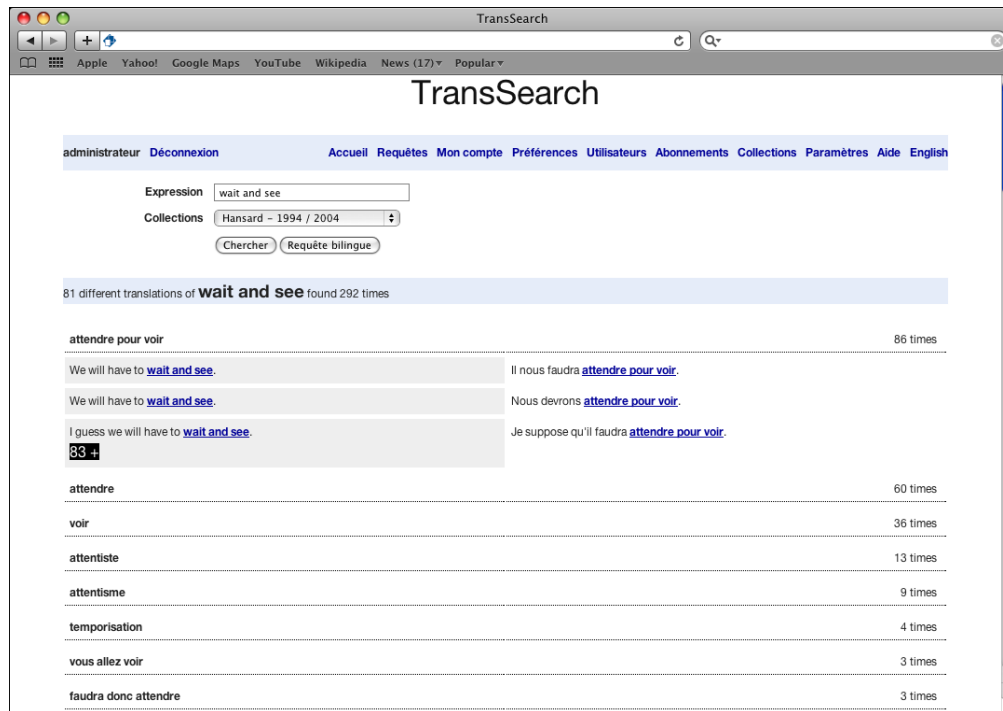 TransSearch
Apple Yahoo! Google Maps YouTube Wikipedia News (17) Popular
TransSearch
administrateur Déconnexion Accueil Requêtes Mon compte Préférences Utilisateurs Abonnements Collections Paramètres Aide English
Expression wait and see
Collections Hansard - 1994 / 2004
Chercher Requête bilingue
81 different translations of wait and see found 292 times
attendre pour voir 86 times
We will have to wait and see. Il nous faudra attendre pour voir.
We will have to wait and see. Nous devrons attendre pour voir.
I guess we will have to wait and see. Je suppose qu'il faudra attendre pour voir.
83 +
attendre 60 times
voir 36 times
attentiste 13 times
attentisme 9 times
temporisation 4 times
vous allez voir 3 times
faudra donc attendre 3 times